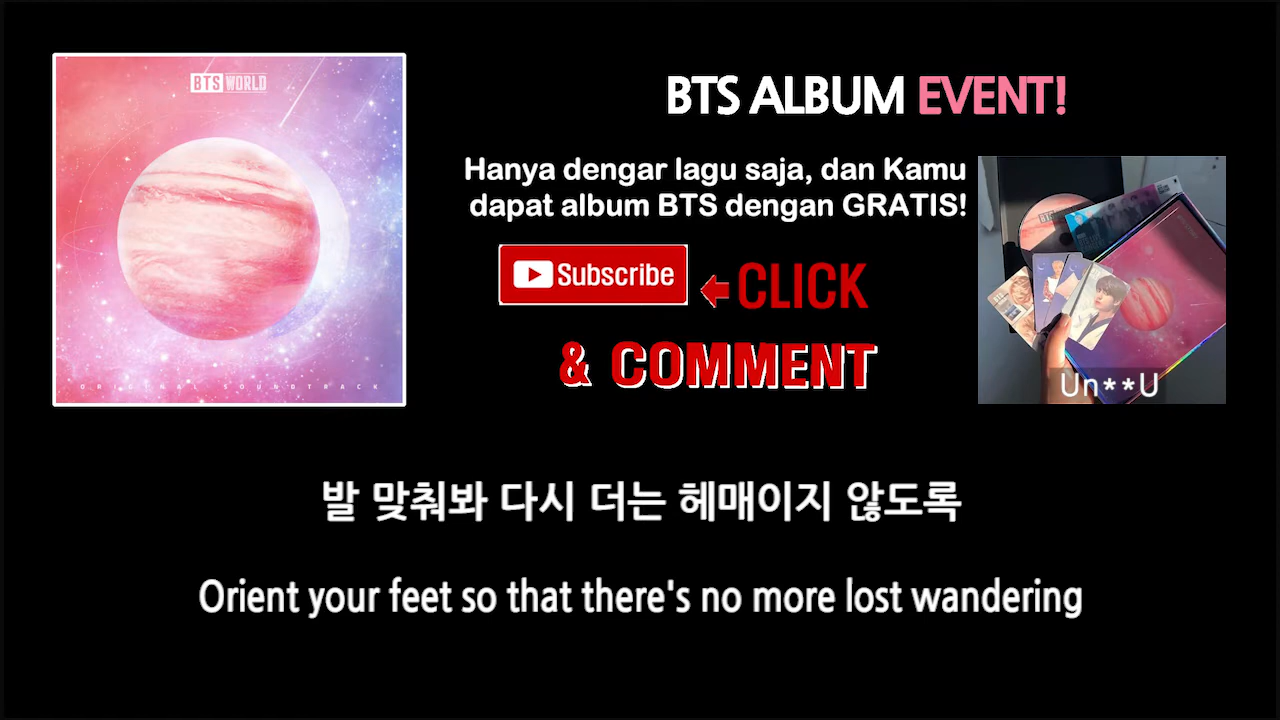 BTS WORLD
ORIGINAL SOUNDTRACK
BTS ALBUM EVENT!
Hanya dengar lagu saja, dan Kamu
dapat album BTS dengan GRATIS!
Subscribe
CLICK
& COMMENT
Un**U
발 맞춰봐 다시 더는 헤매이지 않도록
Orient your feet so that there's no more lost wandering